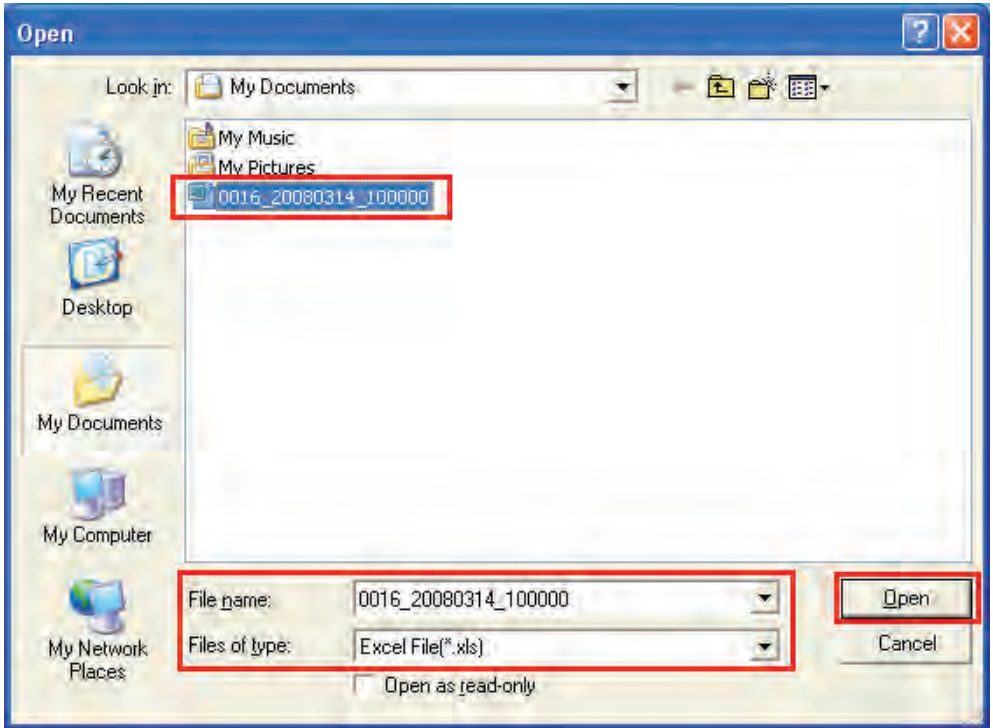 Open
Look in: My Documents
My Music
My Pictures
0016_20080314_100000
My Recent
Documents
Desktop
My Documents
My Computer
My Network
Places
File name: 0016_20080314_100000
Files of type: Excel File(*.xls)
Open as read-only
Open
Cancel